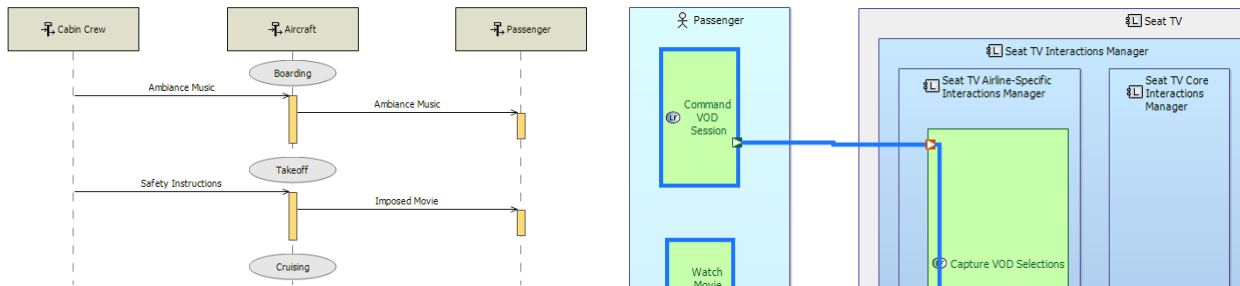 Cabin Crew
Aircraft
Passenger
Boarding
Ambiance Music
Ambiance Music
Takeoff
Safety Instructions
Imposed Movie
Cruising
Passenger
Command
VOD
Session
LF
Watch
Movie
Seat TV
Seat TV Interactions Manager
Seat TV Airline-Specific
Interactions Manager
Seat TV Core
Interactions
Manager
Capture VOD Selections